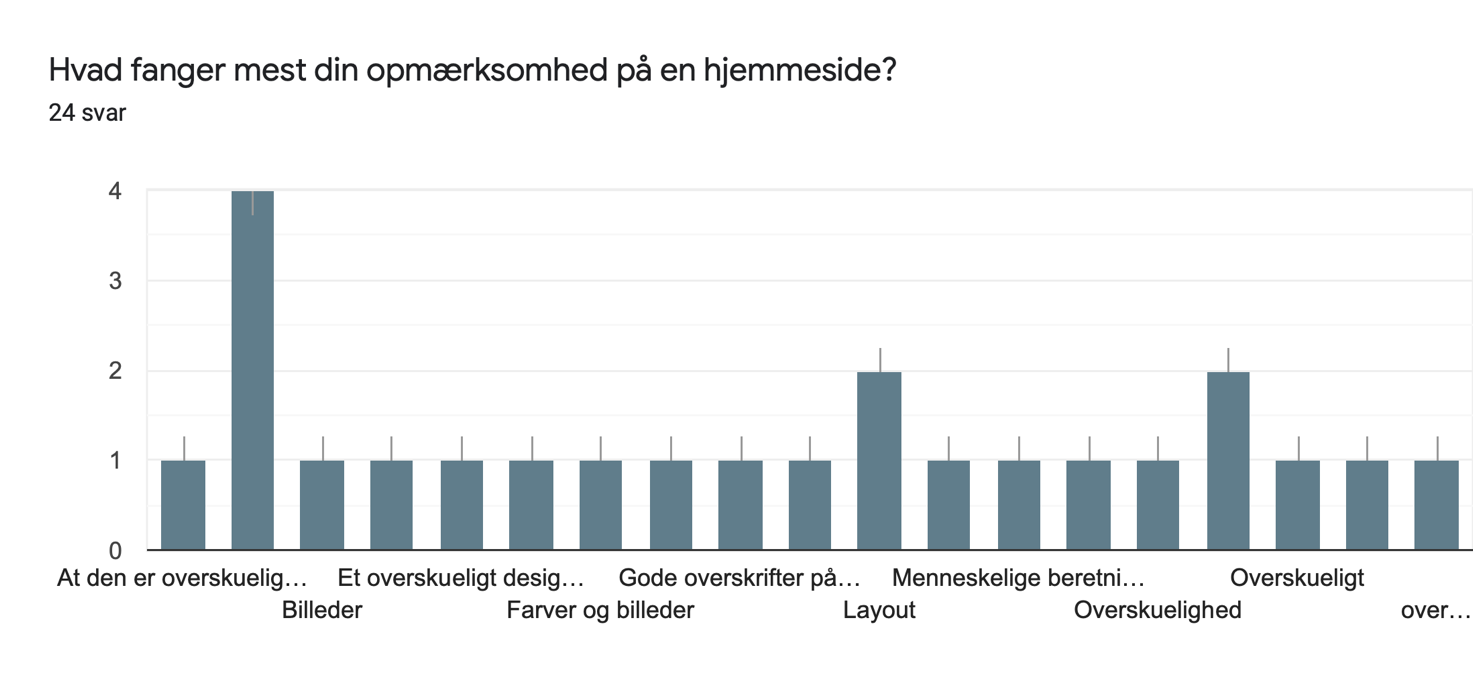 Hvad fanger mest din opmærksomhed på en hjemmeside?
24 svar
4
3
2
1
0
At den er overskuelig… Et overskueligt desig… Gode overskrifter på… Menneskelige beretni… Overskueligt
Billeder Farver og billeder Layout Overskuelighed over…